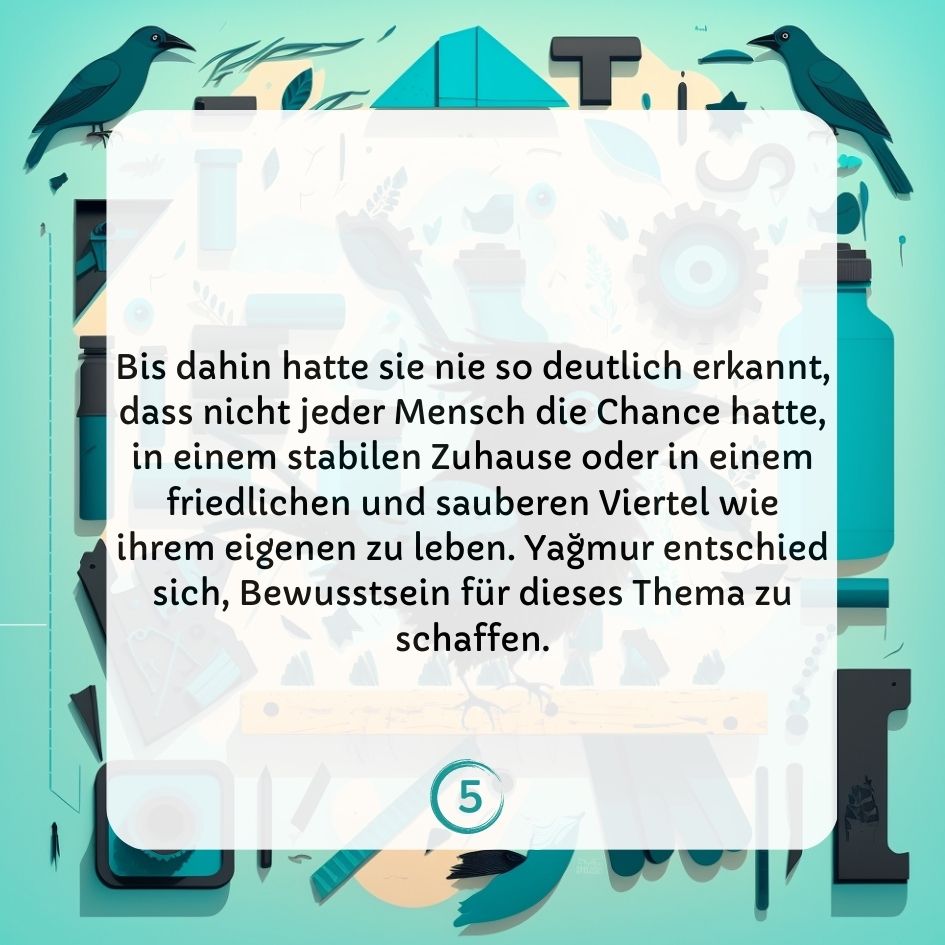 Bis dahin hatte sie nie so deutlich erkannt,
dass nicht jeder Mensch die Chance hatte,
in einem stabilen Zuhause oder in einem
friedlichen und sauberen Viertel wie
ihrem eigenen zu leben. Yağmur entschied
sich, Bewusstsein für dieses Thema zu
schaffen.
5